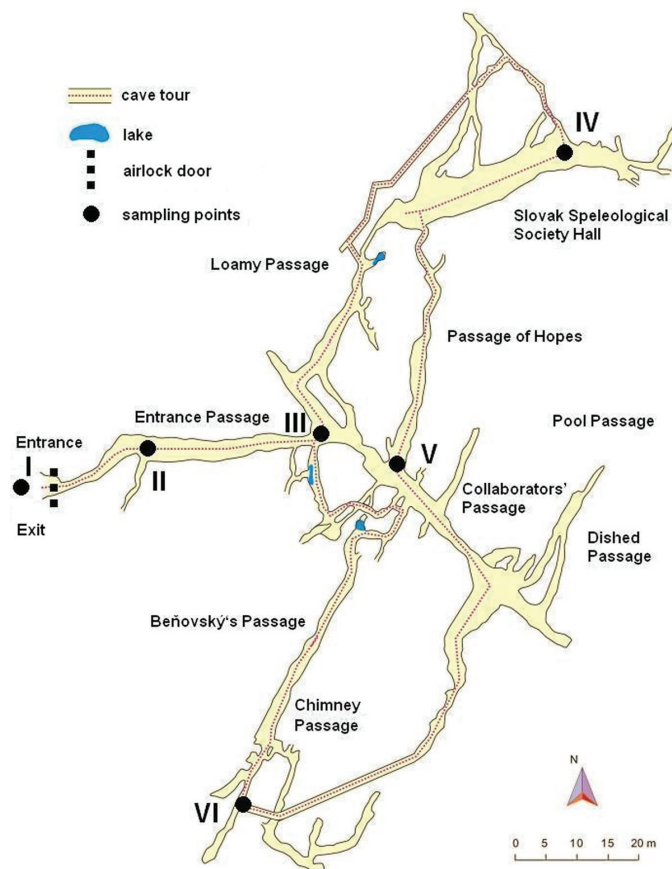 cave tour
lake
airlock door
sampling points
IV
Slovak Speleological
Society Hall
Loamy Passage
Passage of Hopes
Entrance Passage
III
Pool Passage
Entrance
I
II
V
Collaborators'
Passage
Exit
Dished
Passage
Beňovský's Passage
Chimney
Passage
VI
N
0 5 10 15 20 m